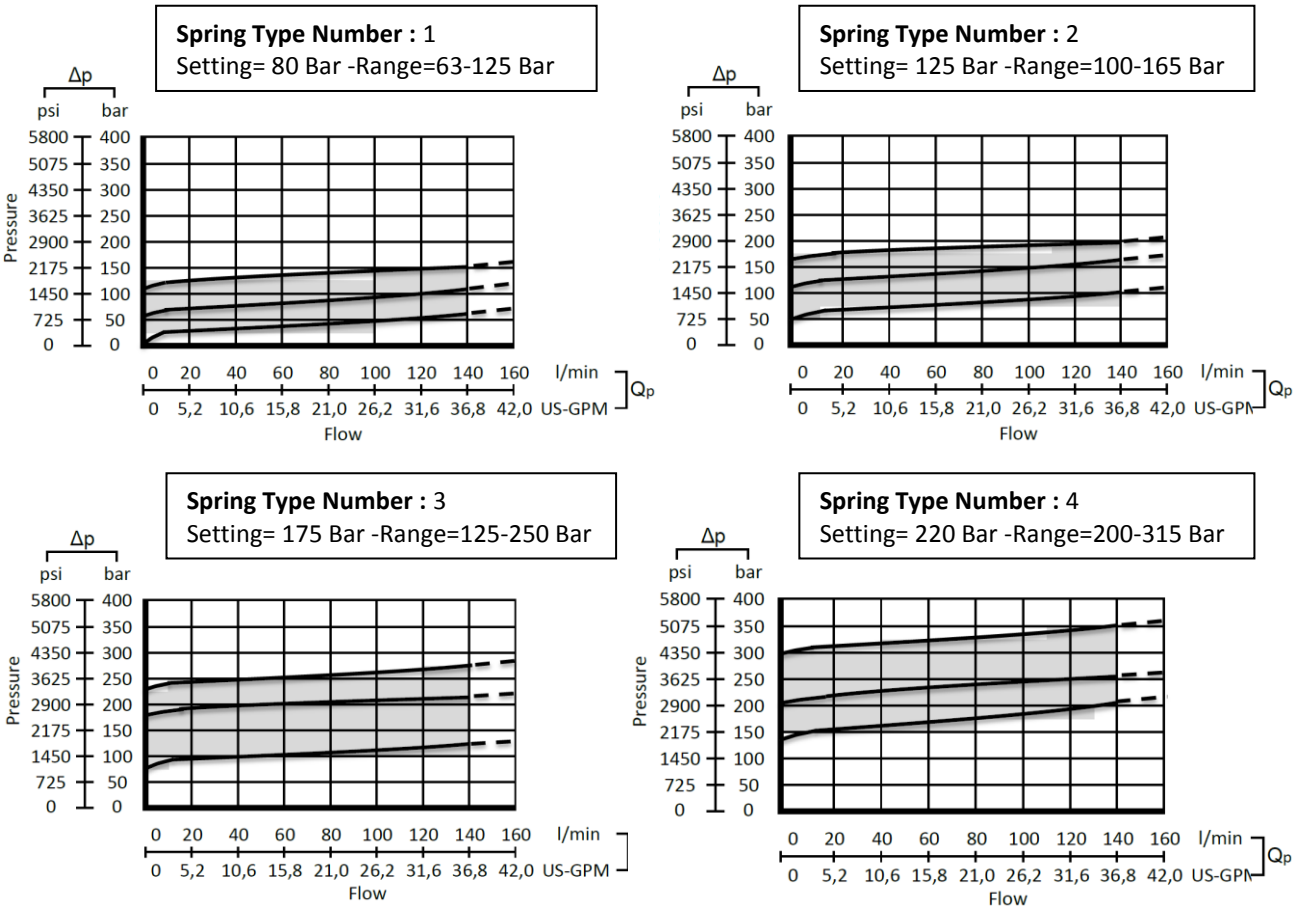 Spring Type Number : 1
Setting= 80 Bar -Range=63-125 Bar
Δp
psi bar
5800 400
5075 350
4350 300
3625 250
2900 200
2175 150
1450 100
725 50
0 0
Pressure
0 20 40 60 80 100 120 140 160 l/min
Qp
0 5,2 10,6 15,8 21,0 26,2 31,6 36,8 42,0 US-GPM
Flow
Spring Type Number : 2
Setting= 125 Bar -Range=100-165 Bar
Δp
psi bar
5800 400
5075 350
4350 300
3625 250
2900 200
2175 150
1450 100
725 50
0 0
0 20 40 60 80 100 120 140 160 l/min
Qp
0 5,2 10,6 15,8 21,0 26,2 31,6 36,8 42,0 US-GPM
Flow
Spring Type Number : 3
Setting= 175 Bar -Range=125-250 Bar
Δp
psi bar
5800 400
5075 350
4350 300
3625 250
2900 200
2175 150
1450 100
725 50
0 0
Pressure
0 20 40 60 80 100 120 140 160 l/min
0 5,2 10,6 15,8 21,0 26,2 31,6 36,8 42,0 US-GPM
Flow
Spring Type Number : 4
Setting= 220 Bar -Range=200-315 Bar
Δp
psi bar
5800 400
5075 350
4350 300
3625 250
2900 200
2175 150
1450 100
725 50
0 0
Pressure
0 20 40 60 80 100 120 140 160 l/min
Qp
0 5,2 10,6 15,8 21,0 26,2 31,6 36,8 42,0 US-GPM
Flow